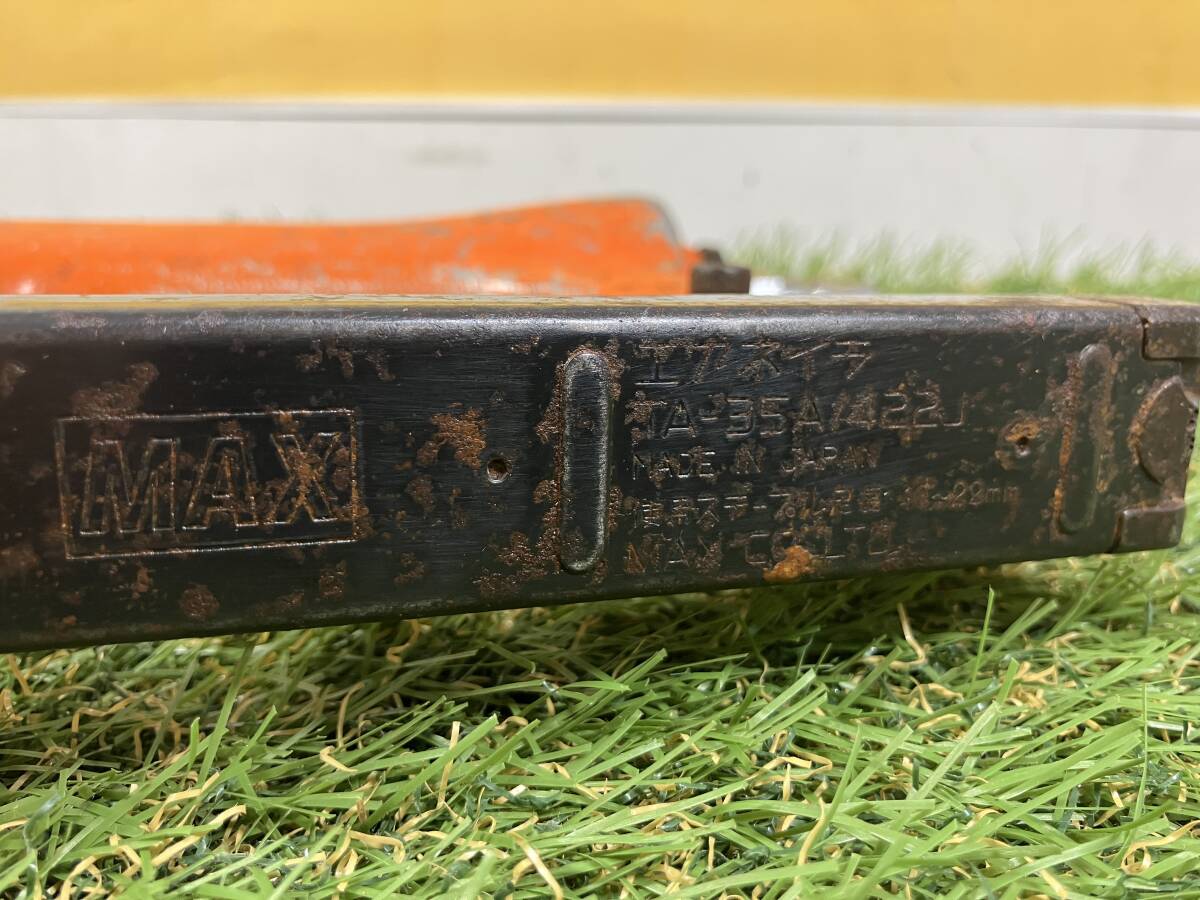 MAX
エアネイラ
TA-35A/422J
MADE IN JAPAN
使用ステープル足長 22mm
MAX CO.,LTD.